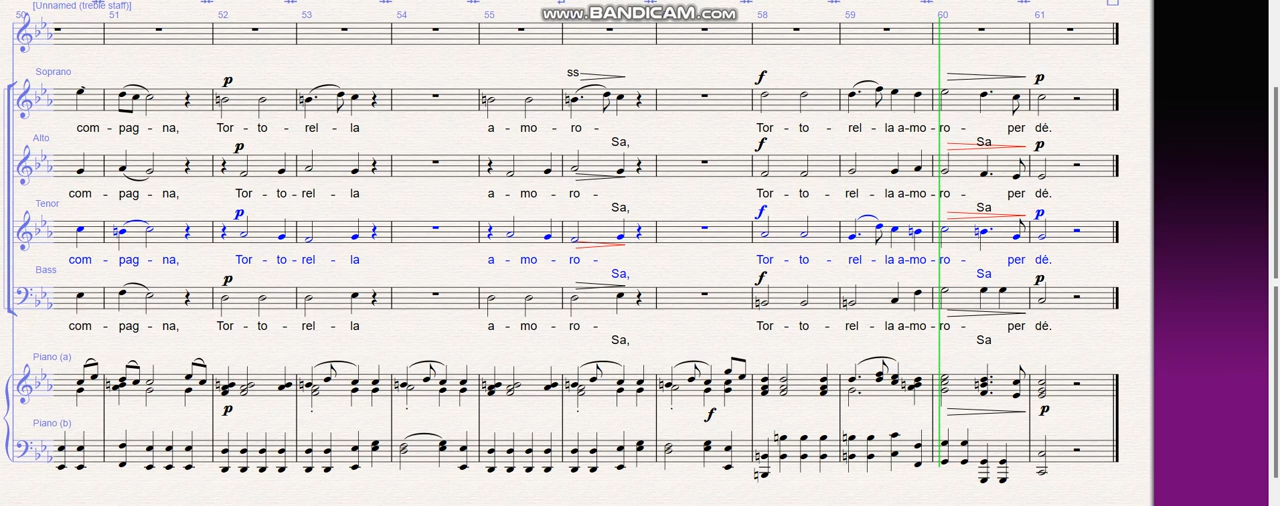 [Unnamed (treble staff)]
www.BANDICAM.com
50 51 52 53 54 55 58 59 60 61
ss
Soprano
p f p
com - pag - na, Tor - to - rel - la a - mo - ro - Tor - to - rel - la a-mo - ro - per dé.
Sa, Sa
Alto
p f p
com - pag - na, Tor - to - rel - la a - mo - ro - Tor - to - rel - la a-mo - ro - per dé.
Sa, Sa
Tenor
p f p
com - pag - na, Tor - to - rel - la a - mo - ro - Tor - to - rel - la a-mo - ro - per dé.
Sa, Sa
Bass
p f p
com - pag - na, Tor - to - rel - la a - mo - ro - Tor - to - rel - la a-mo - ro - per dé.
Sa, Sa
Piano (a)
p f p
Piano (b)